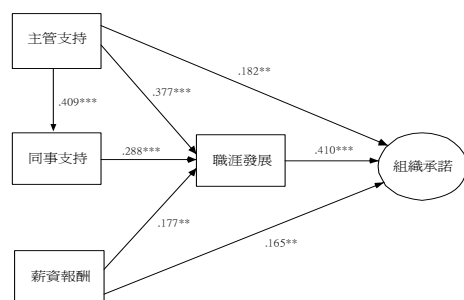 主管支持
.182**
.377***
.409***
同事支持
.288***
職涯發展
.410***
組織承諾
.177**
.165**
薪資報酬